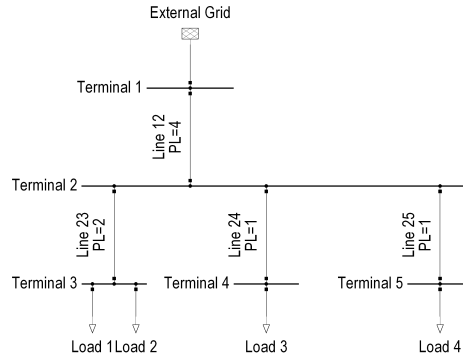 External Grid
Terminal 1
Line 12
PL=4
Terminal 2
Line 23
PL=2
Line 24
PL=1
Line 25
PL=1
Terminal 3
Terminal 4
Terminal 5
Load 1 Load 2
Load 3
Load 4